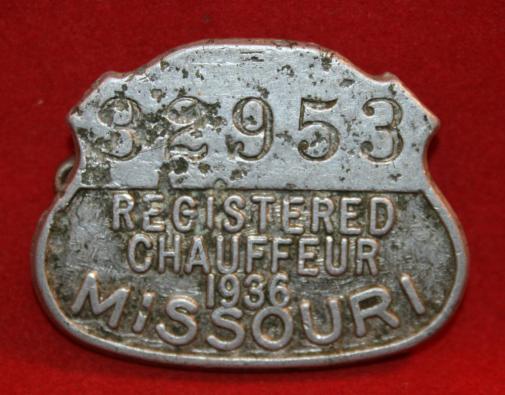 32953
REGISTERED
CHAUFFEUR
1936
MISSOURI